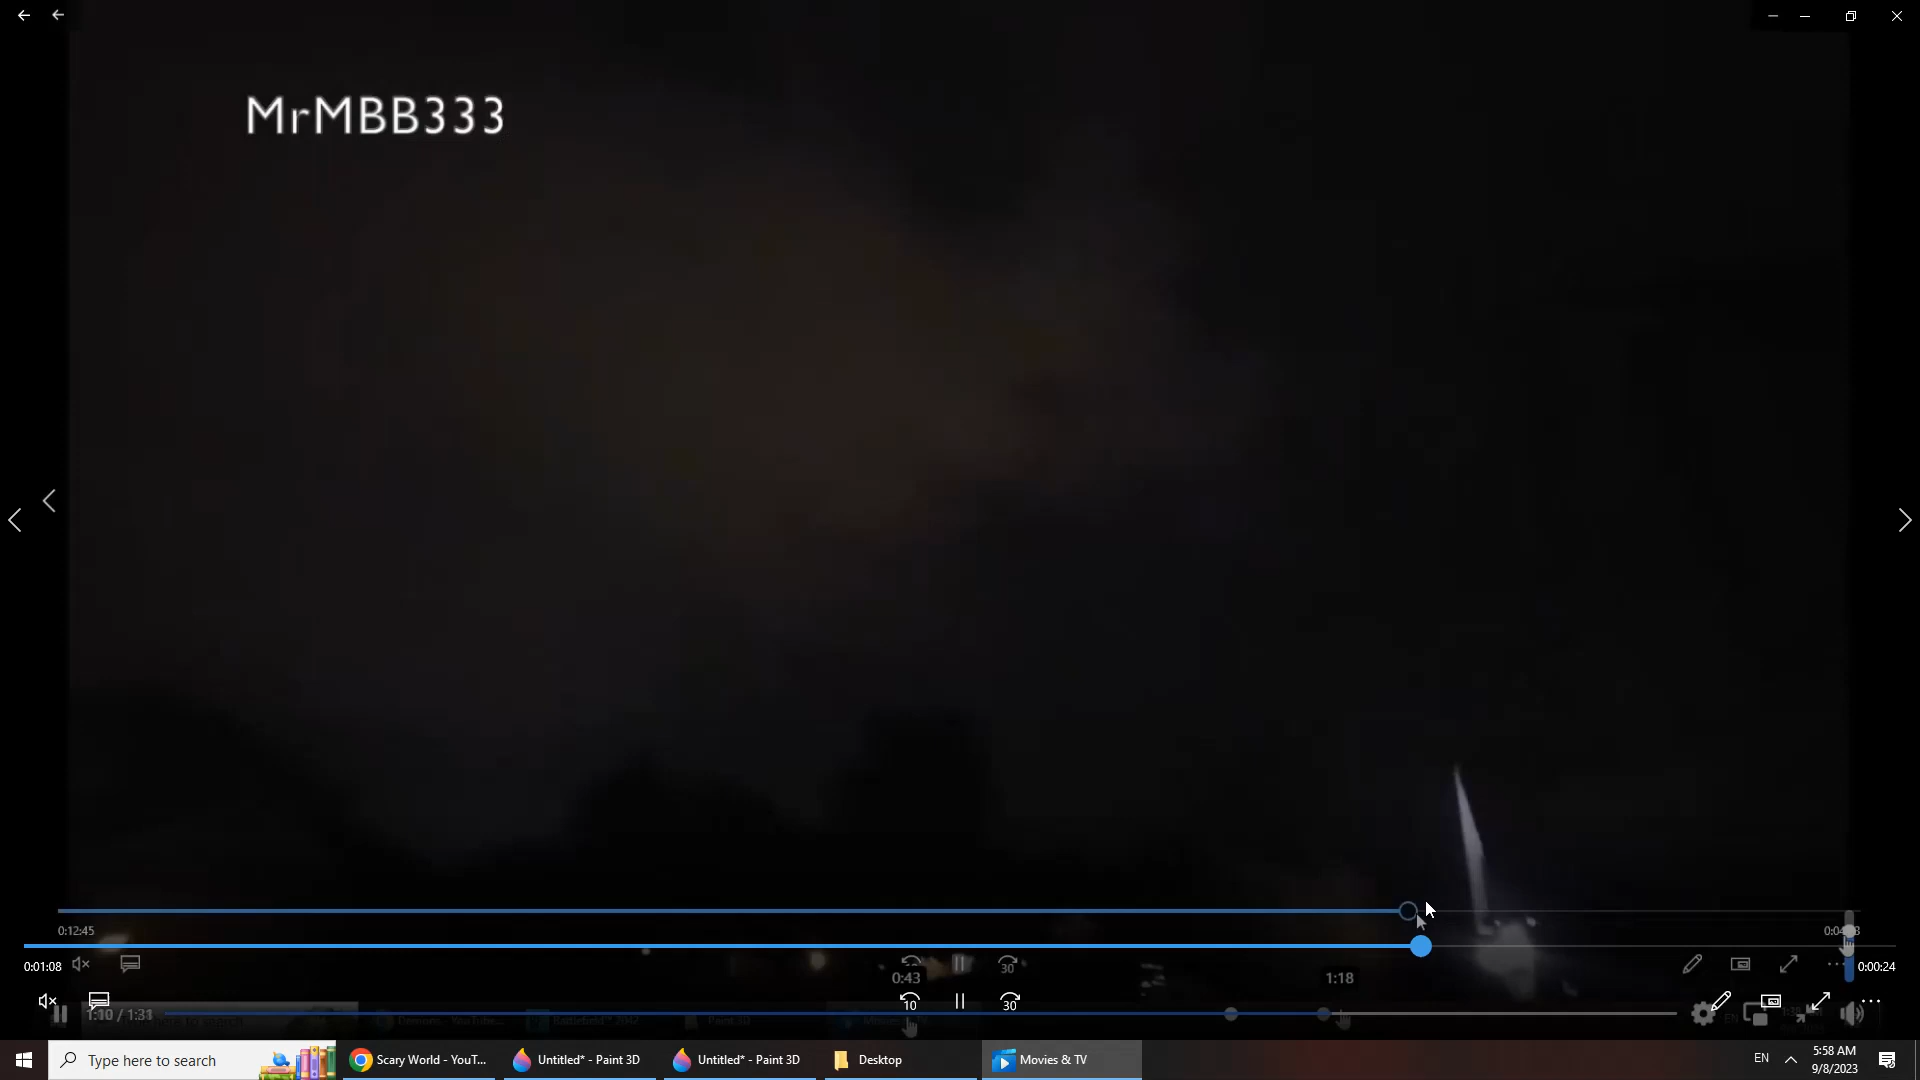 MrMBB333
0:12:45
0:01:08
0:00:24
10
30
30
0:43
1:18
10
30
1:10 / 1:31
EN
Type here to search
Scary World - YouT...
Untitled* - Paint 3D
Untitled* - Paint 3D
Desktop
Movies & TV
EN
5:58 AM
9/8/2023